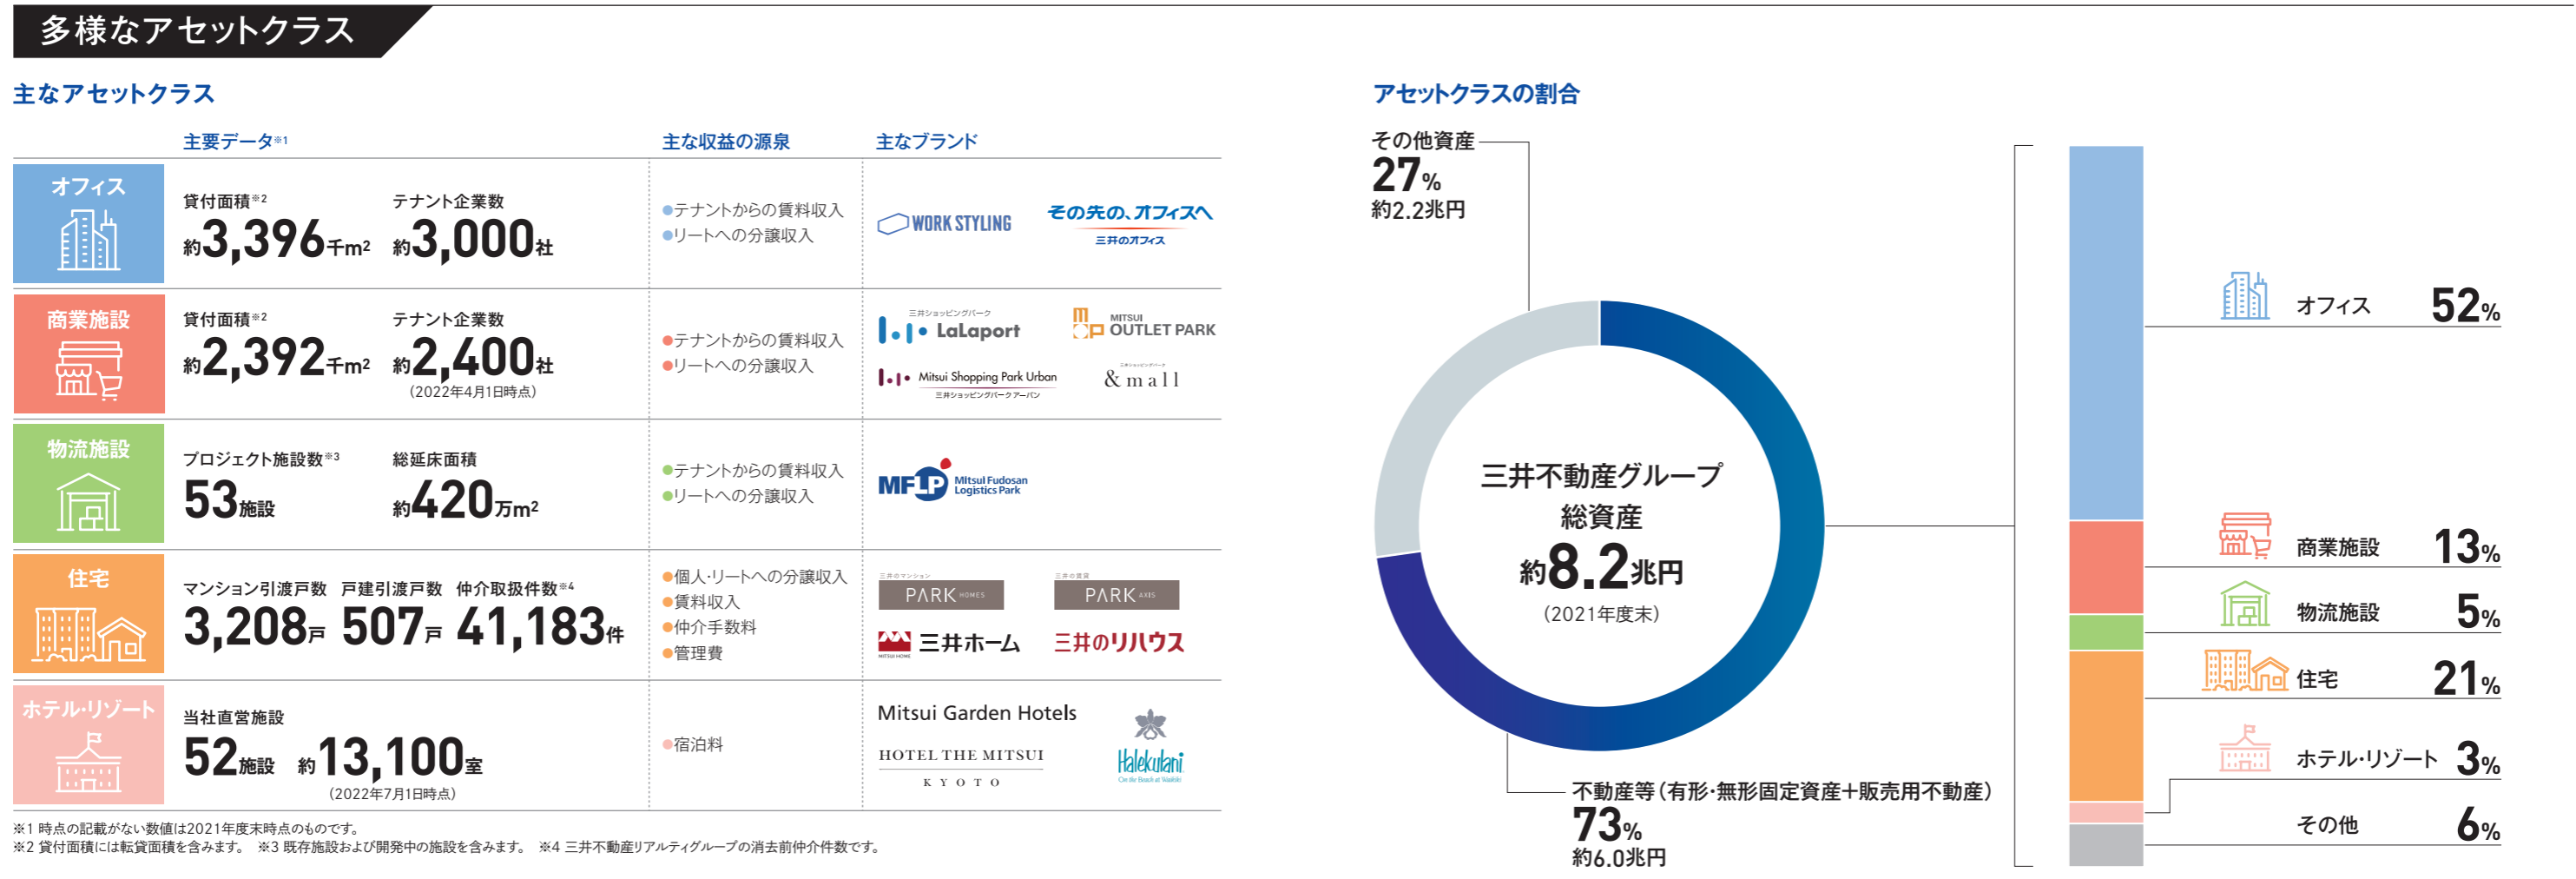 多様なアセットクラス
主なアセットクラス
主要データ※1
主な収益の源泉
主なブランド
オフィス
貸付面積※2
約3,396千m2
テナント企業数
約3,000社
●テナントからの賃料収入
●リートへの分譲収入
WORK STYLING
その先の、オフィスへ
三井のオフィス
商業施設
貸付面積※2
約2,392千m2
テナント企業数
約2,400社
（2022年4月1日時点）
●テナントからの賃料収入
●リートへの分譲収入
三井ショッピングパーク
LaLaport
MITSUI
OUTLET PARK
Mitsui Shopping Park Urban
三井ショッピングパーク アーバン
三井ショッピングパーク
&mall
物流施設
プロジェクト施設数※3
53施設
総延床面積
約420万m2
●テナントからの賃料収入
●リートへの分譲収入
MFLP
Mitsui Fudosan
Logistics Park
住宅
マンション引渡戸数
3,208戸
戸建引渡戸数
507戸
仲介取扱件数※4
41,183件
●個人・リートへの分譲収入
●賃料収入
●仲介手数料
●管理費
三井のマンション
PARK HOMES
三井の賃貸
PARK AXIS
MITSUI HOME
三井ホーム
三井のリハウス
ホテル・リゾート
当社直営施設
52施設 約13,100室
（2022年7月1日時点）
●宿泊料
Mitsui Garden Hotels
HOTEL THE MITSUI
KYOTO
Halekulani
On the Beach at Waikiki
※1 時点の記載がない数値は2021年度末時点のものです。
※2 貸付面積には転貸面積を含みます。 ※3 既存施設および開発中の施設を含みます。 ※4 三井不動産リアルティグループの消去前仲介件数です。
アセットクラスの割合
その他資産
27%
約2.2兆円
三井不動産グループ
総資産
約8.2兆円
（2021年度末）
不動産等（有形・無形固定資産＋販売用不動産）
73%
約6.0兆円
オフィス 52%
商業施設 13%
物流施設 5%
住宅 21%
ホテル・リゾート 3%
その他 6%